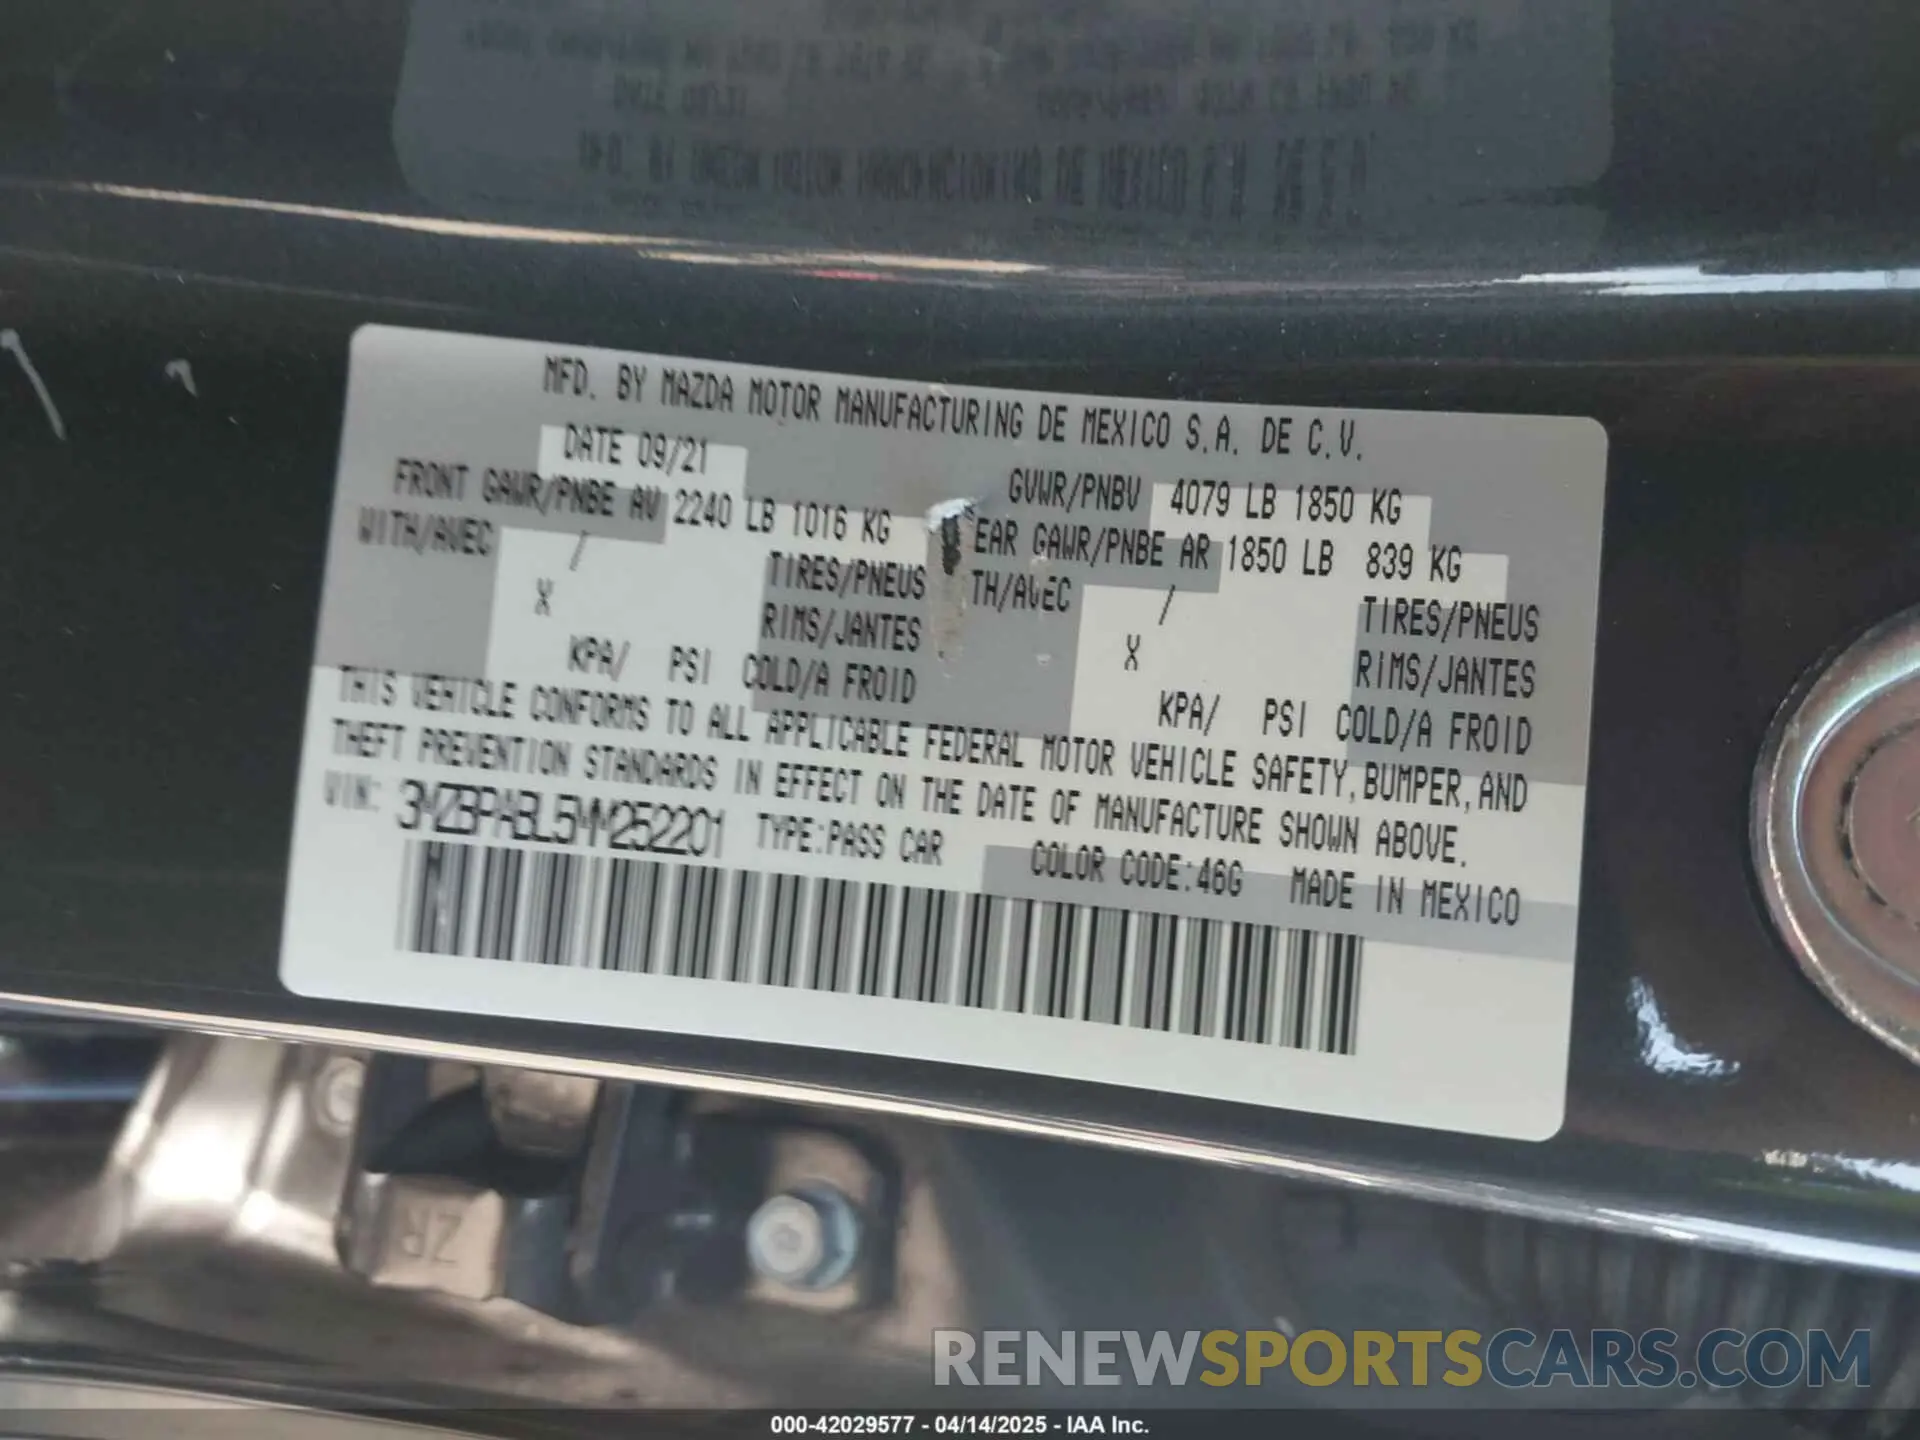 MFD. BY MAZDA MOTOR MANUFACTURING DE MEXICO S.A. DE C.V.
DATE 09/21 GVWR/PNBV 4079 LB 1850 KG
FRONT GAWR/PNBE AV 2240 LB 1016 KG EAR GAWR/PNBE AR 1850 LB 839 KG
WITH/AVEC / TIRES/PNEUS TH/AVEC / TIRES/PNEUS
X RIMS/JANTES X RIMS/JANTES
KPA/ PSI COLD/A FROID KPA/ PSI COLD/A FROID
THIS VEHICLE CONFORMS TO ALL APPLICABLE FEDERAL MOTOR VEHICLE SAFETY, BUMPER, AND
THEFT PREVENTION STANDARDS IN EFFECT ON THE DATE OF MANUFACTURE SHOWN ABOVE.
VIN: 3MZBPABL5MM252201 TYPE:PASS CAR COLOR CODE:46G MADE IN MEXICO
ZR
RENEWSPORTSCARS.COM
000-42029577 - 04/14/2025 - IAA Inc.